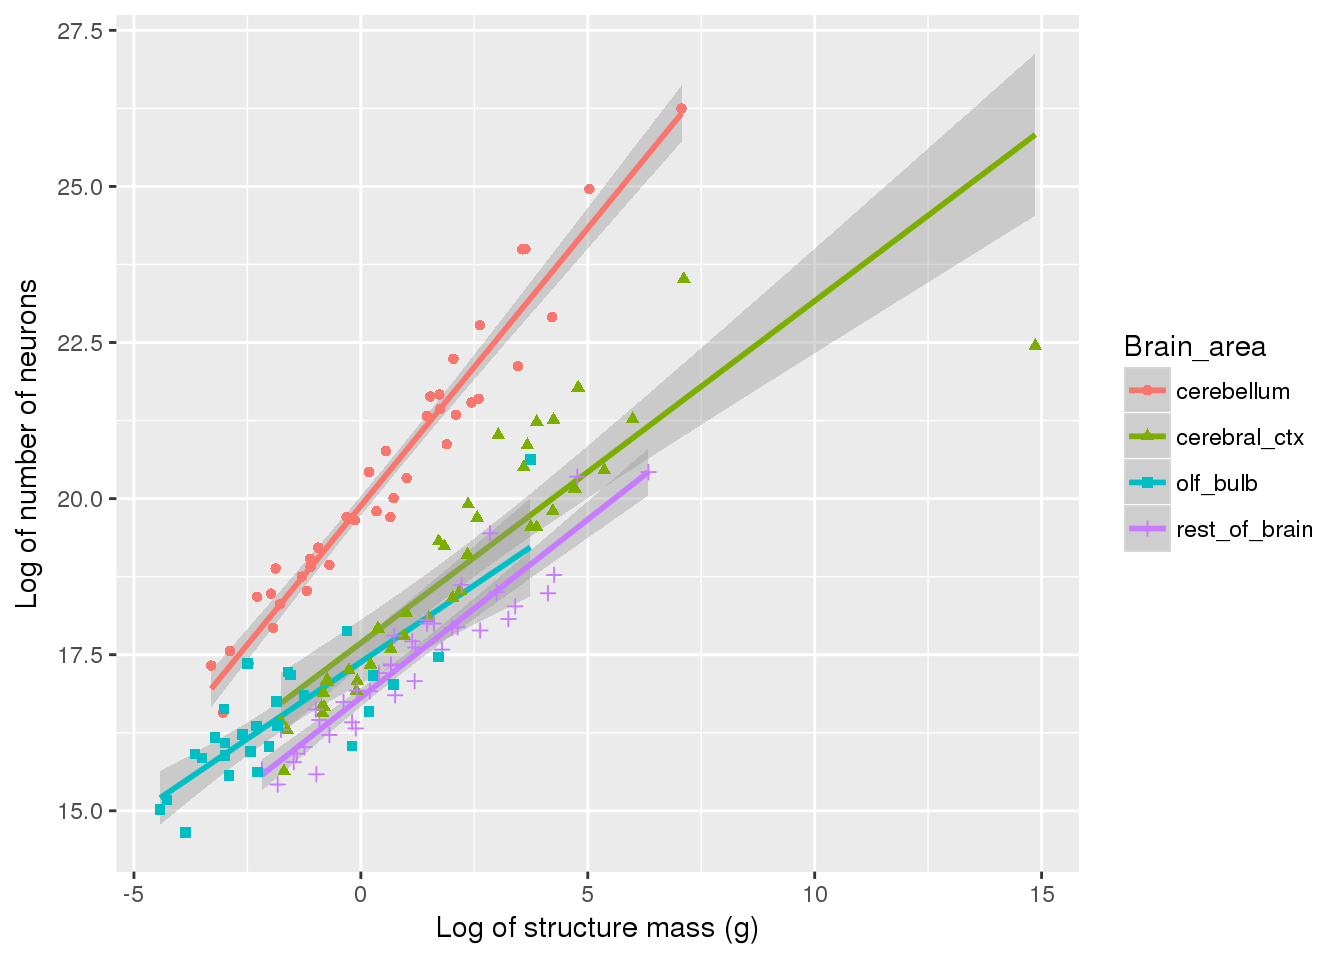 27.5
25.0
22.5
20.0
17.5
15.0
Log of number of neurons
-5
0
5
10
15
Log of structure mass (g)
Brain_area
cerebellum
cerebral_ctx
olf_bulb
rest_of_brain